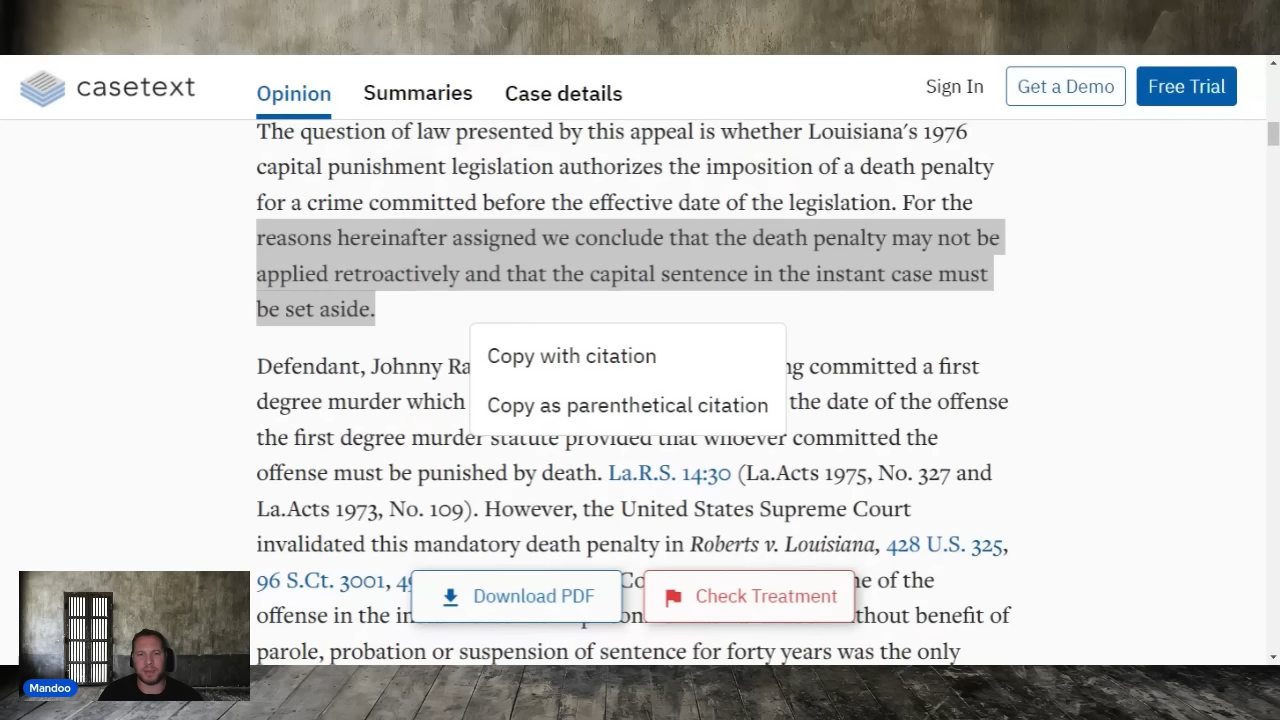 casetext
Opinion
Summaries
Case details
Sign In
Get a Demo
Free Trial
The question of law presented by this appeal is whether Louisiana's 1976
capital punishment legislation authorizes the imposition of a death penalty
for a crime committed before the effective date of the legislation. For the
reasons hereinafter assigned we conclude that the death penalty may not be
applied retroactively and that the capital sentence in the instant case must
be set aside.
Copy with citation
Copy as parenthetical citation
Defendant, Johnny committed a first
degree murder which the date of the offense
the first degree murder statute provided that whoever committed the
offense must be punished by death. La.R.S. 14:30 (La.Acts 1975, No. 327 and
La.Acts 1973, No. 109). However, the United States Supreme Court
invalidated this mandatory death penalty in Roberts v. Louisiana, 428 U.S. 325,
96 S.Ct. 3001, of the
Download PDF
Check Treatment
offense in the benefit of
parole, probation or suspension of sentence for forty years was the only
Mandoo